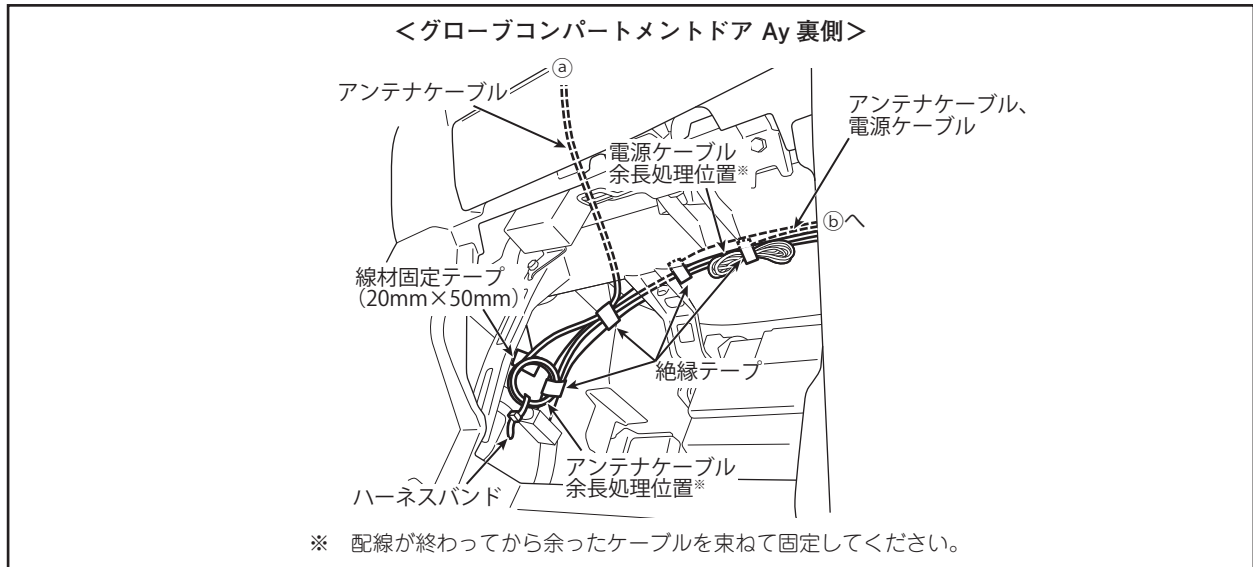 ＜グローブコンパートメントドア Ay 裏側＞
ⓐ
アンテナケーブル
アンテナケーブル、
電源ケーブル
電源ケーブル
余長処理位置※
ⓑへ
線材固定テープ
（20mm×50mm）
絶縁テープ
アンテナケーブル
余長処理位置※
ハーネスバンド
※　配線が終わってから余ったケーブルを束ねて固定してください。